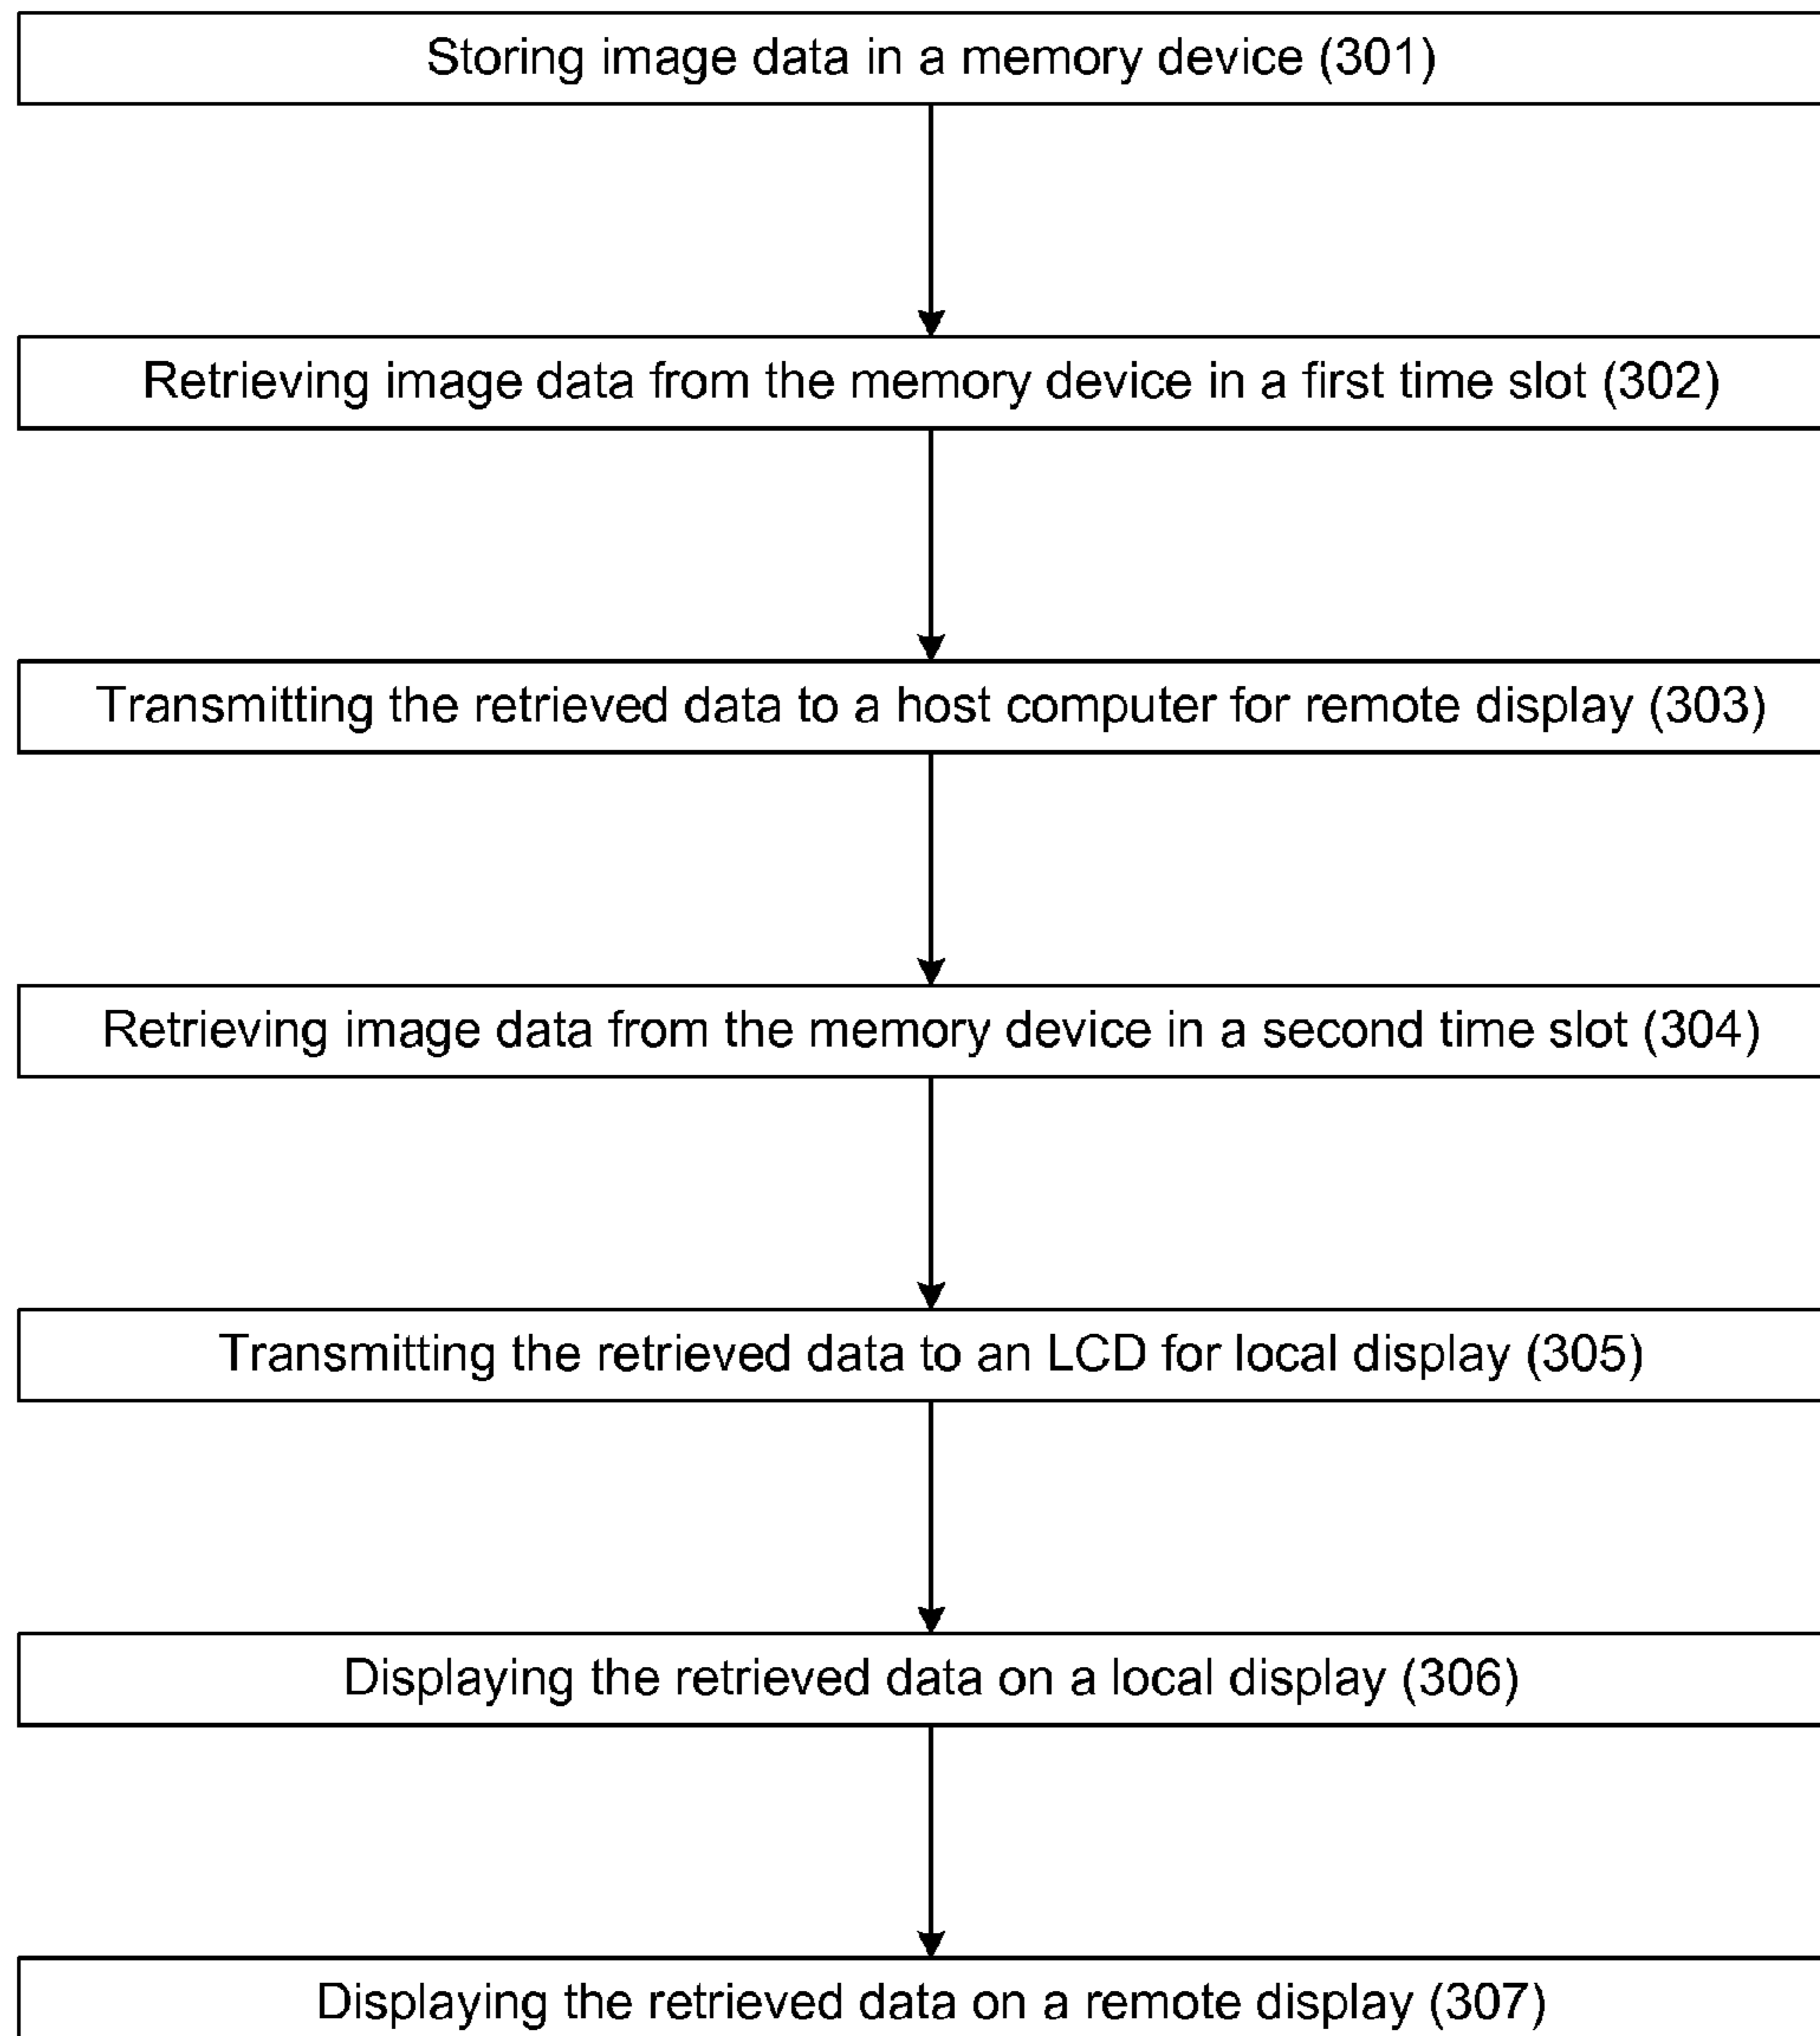 Storing image data in a memory device (301)
Retrieving image data from the memory device in a first time slot (302)
Transmitting the retrieved data to a host computer for remote display (303)
Retrieving image data from the memory device in a second time slot (304)
Transmitting the retrieved data to an LCD for local display (305)
Displaying the retrieved data on a local display (306)
Displaying the retrieved data on a remote display (307)